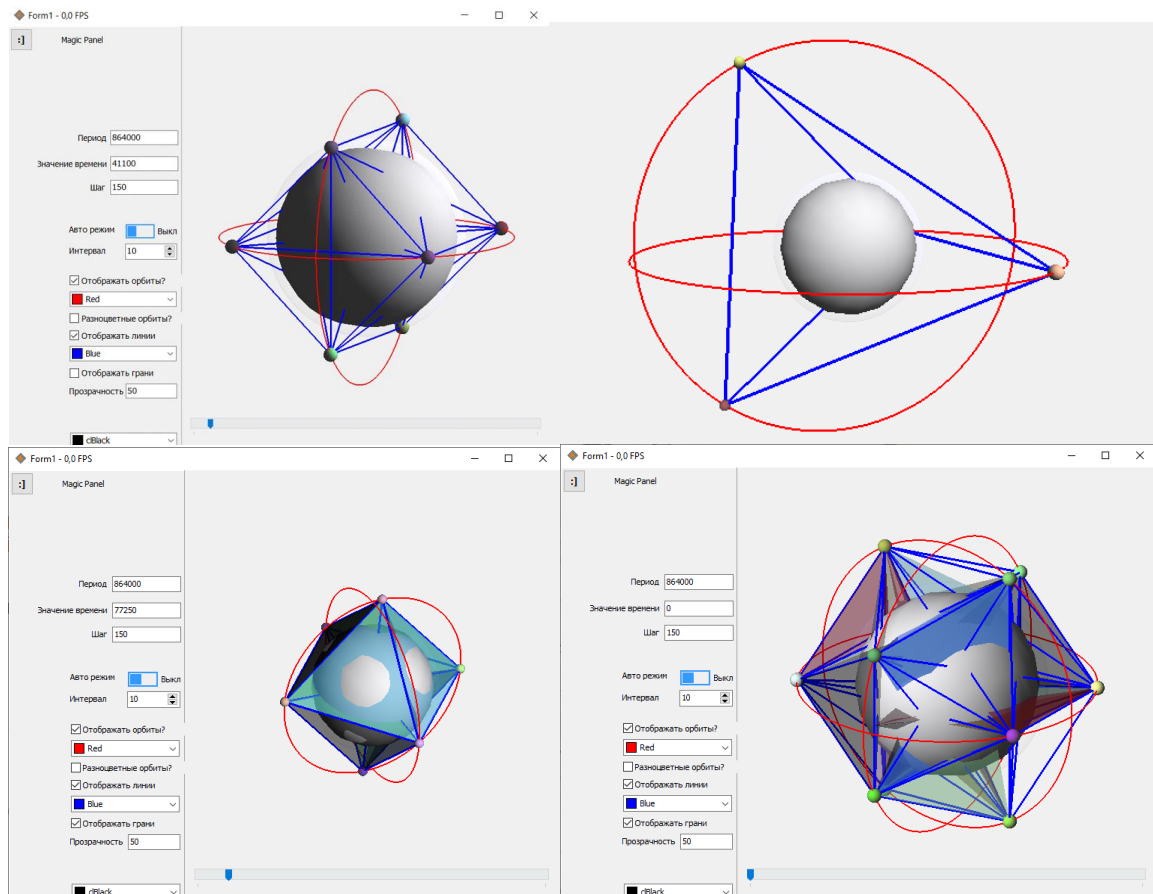 Form1 - 0,0 FPS
:]
Magic Panel
Период 864000
Значение времени 41100
Шаг 150
Авто режим Выкл
Интервал 10
Отображать орбиты?
Red
Разноцветные орбиты?
Отображать линии
Blue
Отображать грани
Прозрачность 50
clBlack
Form1 - 0,0 FPS
:]
Magic Panel
Период 864000
Значение времени 77250
Шаг 150
Авто режим Выкл
Интервал 10
Отображать орбиты?
Red
Разноцветные орбиты?
Отображать линии
Blue
Отображать грани
Прозрачность 50
clBlack
Form1 - 0,0 FPS
:]
Magic Panel
Период 864000
Значение времени 0
Шаг 150
Авто режим Выкл
Интервал 10
Отображать орбиты?
Red
Разноцветные орбиты?
Отображать линии
Blue
Отображать грани
Прозрачность 50
clBlack